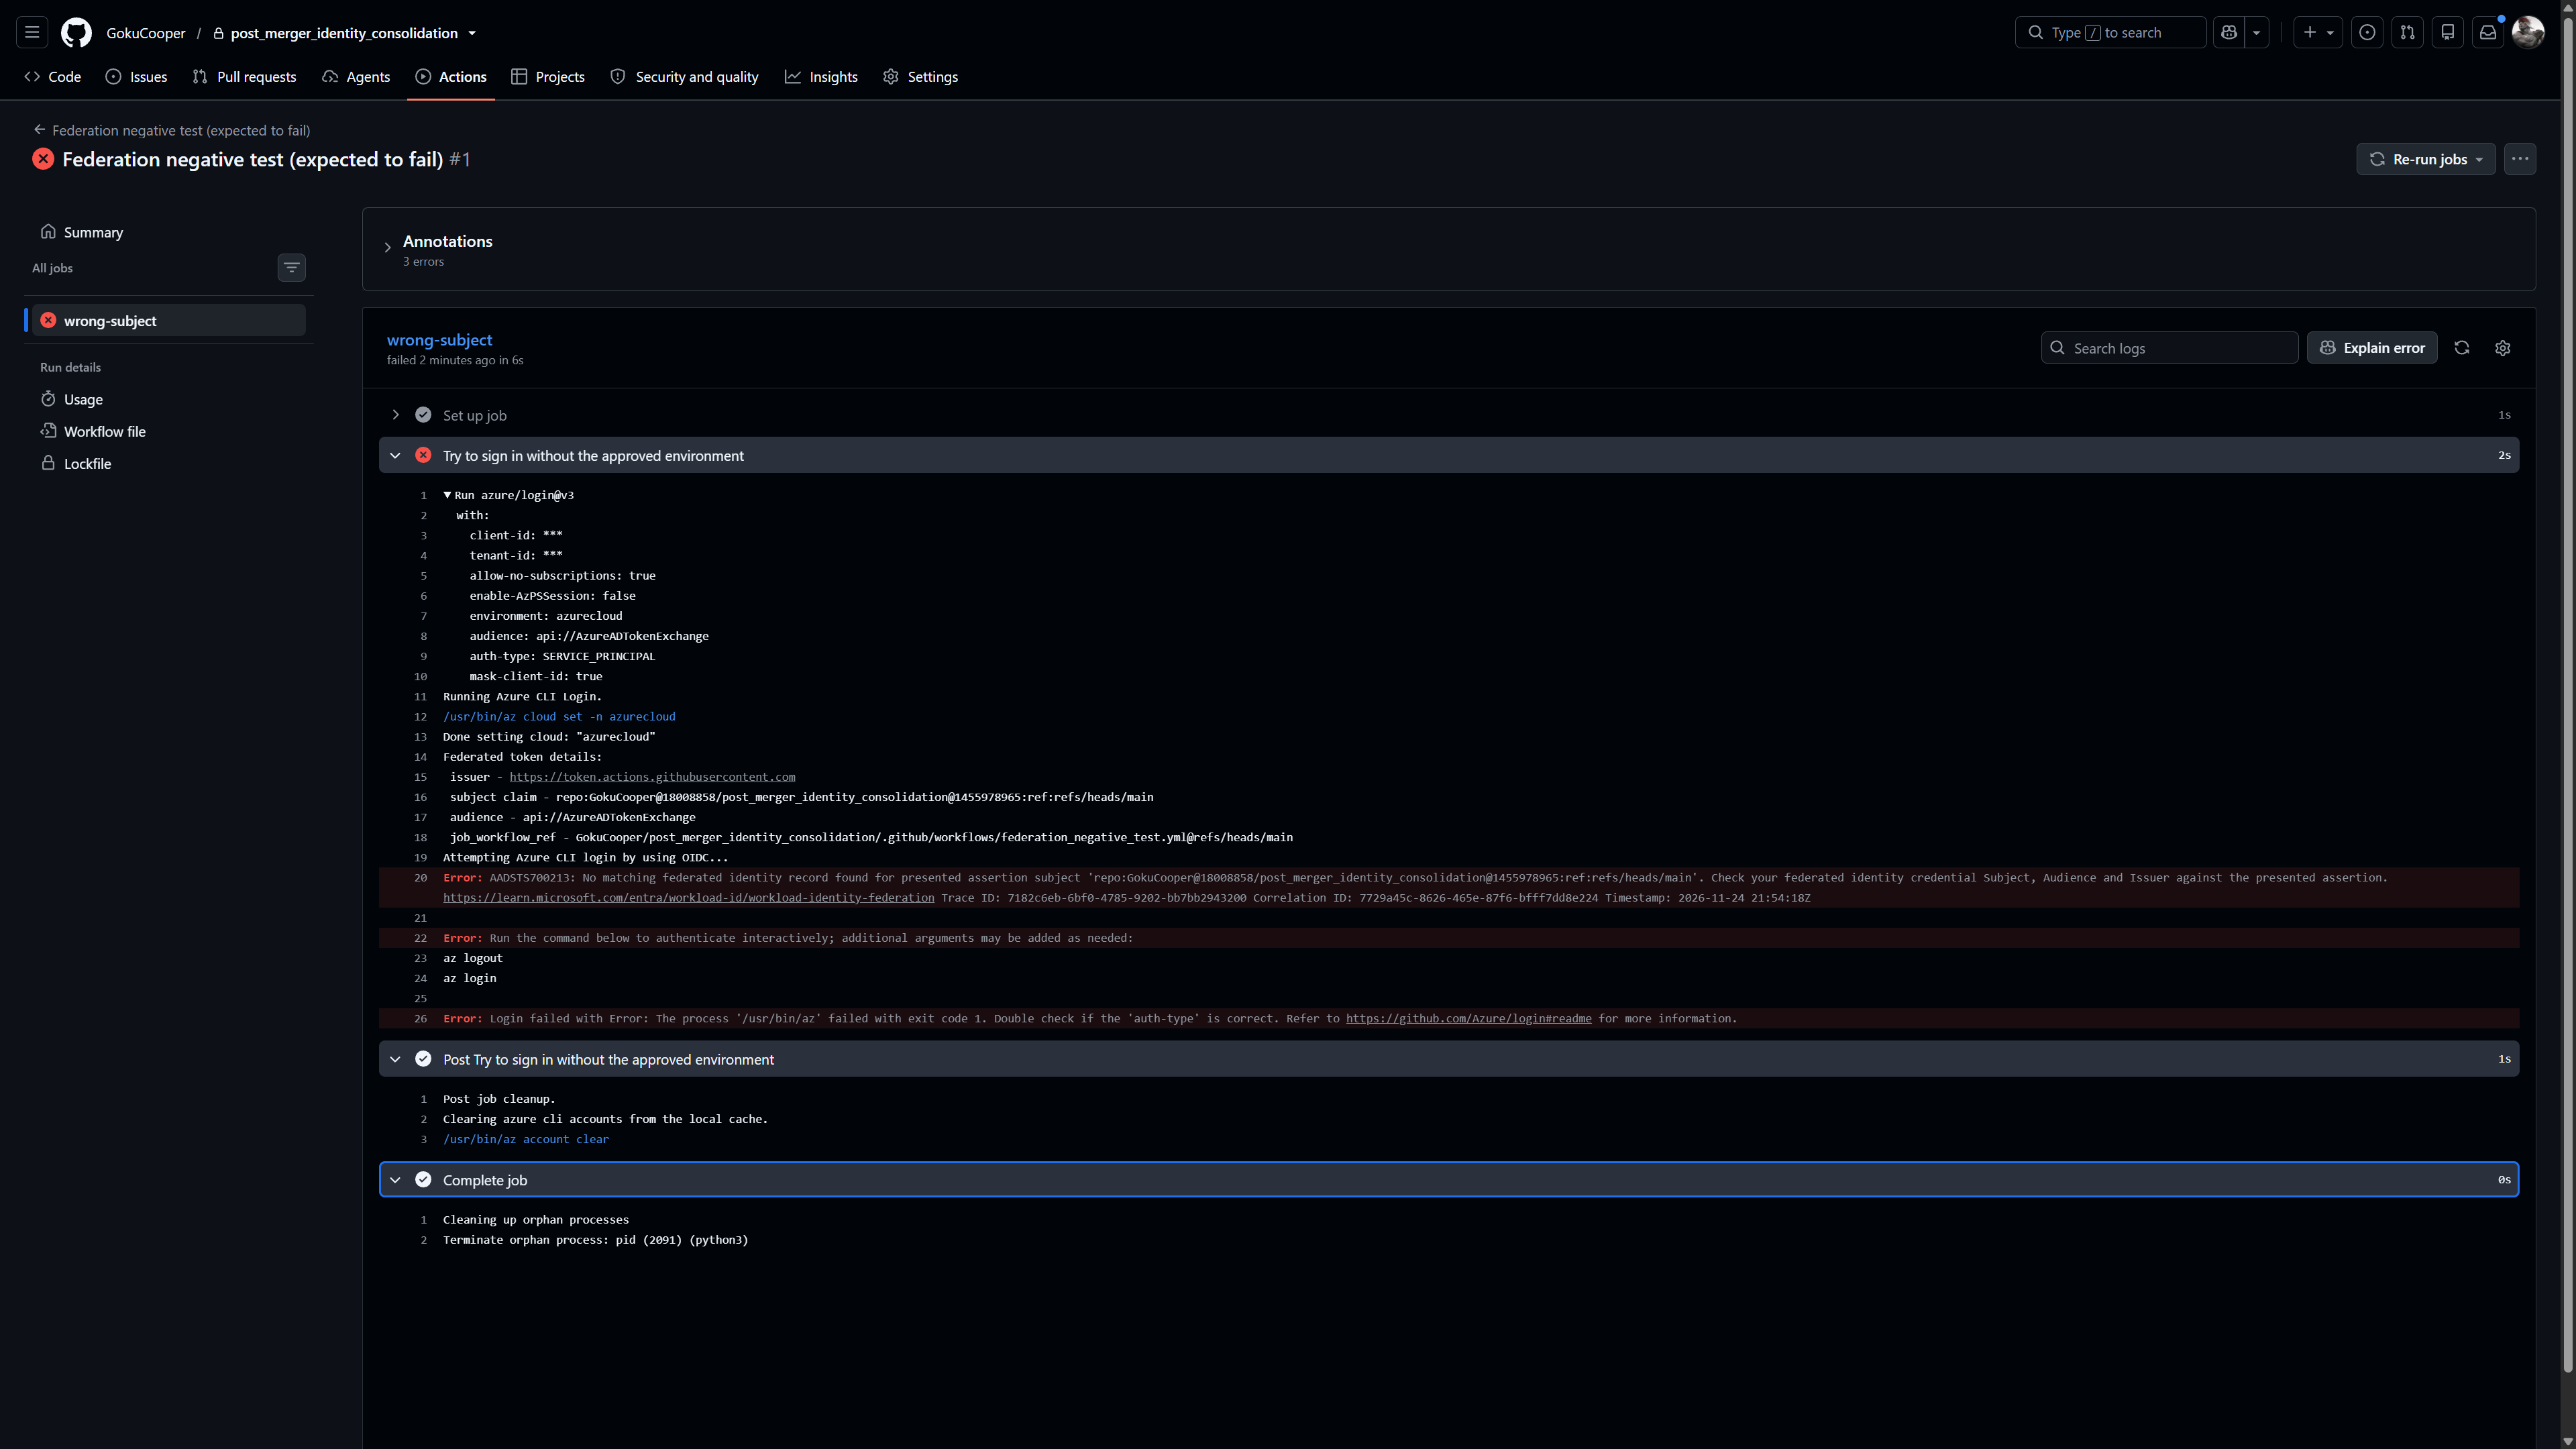 GokuCooper / post_merger_identity_consolidation
Type / to search
Code Issues Pull requests Agents Actions Projects Security and quality Insights Settings
Federation negative test (expected to fail)
Federation negative test (expected to fail) #1
Re-run jobs
Summary
All jobs
wrong-subject
Run details
Usage
Workflow file
Lockfile
Annotations
3 errors
wrong-subject
failed 2 minutes ago in 6s
Search logs
Explain error
Set up job 1s
Try to sign in without the approved environment 2s
1 Run azure/login@v3
2 with:
3 client-id: ***
4 tenant-id: ***
5 allow-no-subscriptions: true
6 enable-AzPSSession: false
7 environment: azurecloud
8 audience: api://AzureADTokenExchange
9 auth-type: SERVICE_PRINCIPAL
10 mask-client-id: true
11 Running Azure CLI Login.
12 /usr/bin/az cloud set -n azurecloud
13 Done setting cloud: "azurecloud"
14 Federated token details:
15 issuer - https://token.actions.githubusercontent.com
16 subject claim - repo:GokuCooper@18008858/post_merger_identity_consolidation@1455978965:ref:refs/heads/main
17 audience - api://AzureADTokenExchange
18 job_workflow_ref - GokuCooper/post_merger_identity_consolidation/.github/workflows/federation_negative_test.yml@refs/heads/main
19 Attempting Azure CLI login by using OIDC...
20 Error: AADSTS700213: No matching federated identity record found for presented assertion subject 'repo:GokuCooper@18008858/post_merger_identity_consolidation@1455978965:ref:refs/heads/main'. Check your federated identity credential Subject, Audience and Issuer against the presented assertion.
https://learn.microsoft.com/entra/workload-id/workload-identity-federation Trace ID: 7182c6eb-6bf0-4785-9202-bb7bb2943200 Correlation ID: 7729a45c-8626-465e-87f6-bfff7dd8e224 Timestamp: 2026-11-24 21:54:18Z
21
22 Error: Run the command below to authenticate interactively; additional arguments may be added as needed:
23 az logout
24 az login
25
26 Error: Login failed with Error: The process '/usr/bin/az' failed with exit code 1. Double check if the 'auth-type' is correct. Refer to https://github.com/Azure/login#readme for more information.
Post Try to sign in without the approved environment 1s
1 Post job cleanup.
2 Clearing azure cli accounts from the local cache.
3 /usr/bin/az account clear
Complete job 0s
1 Cleaning up orphan processes
2 Terminate orphan process: pid (2091) (python3)